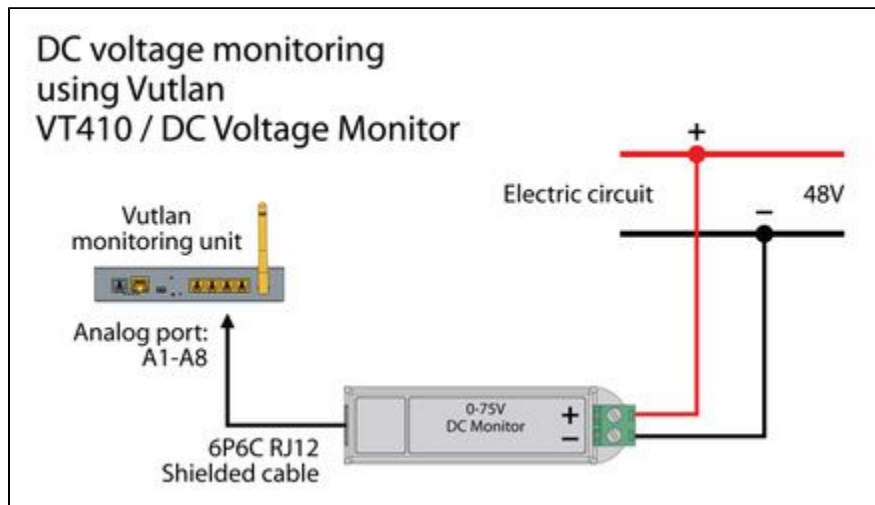 DC voltage monitoring
using Vutlan
VT410 / DC Voltage Monitor
+
Electric circuit
48V
–
Vutlan
monitoring unit
Analog port:
A1-A8
0-75V
DC Monitor
+
–
6P6C RJ12
Shielded cable